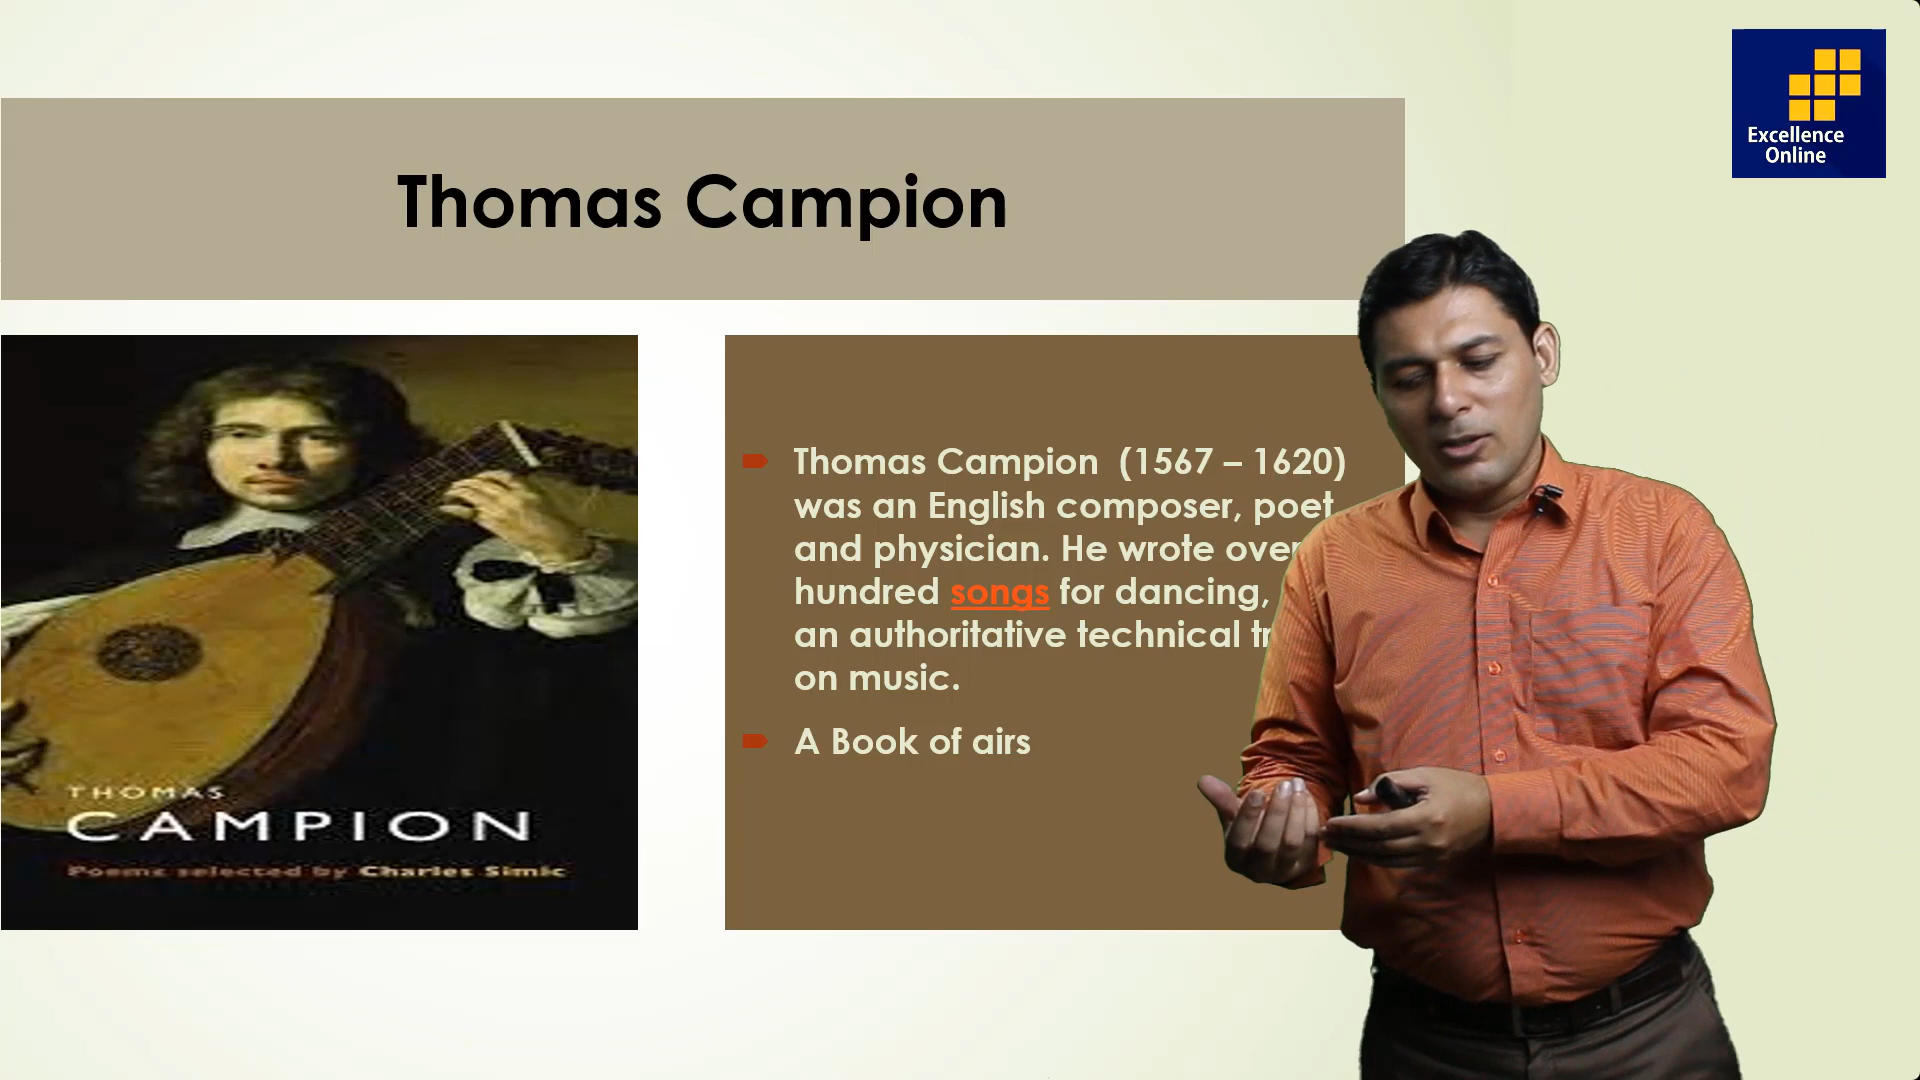 Excellence
Online
Thomas Campion
THOMAS
CAMPION
Poems selected by Charles Simic
Thomas Campion (1567 – 1620)
was an English composer, poet
and physician. He wrote over
hundred songs for dancing,
an authoritative technical
on music.
A Book of airs